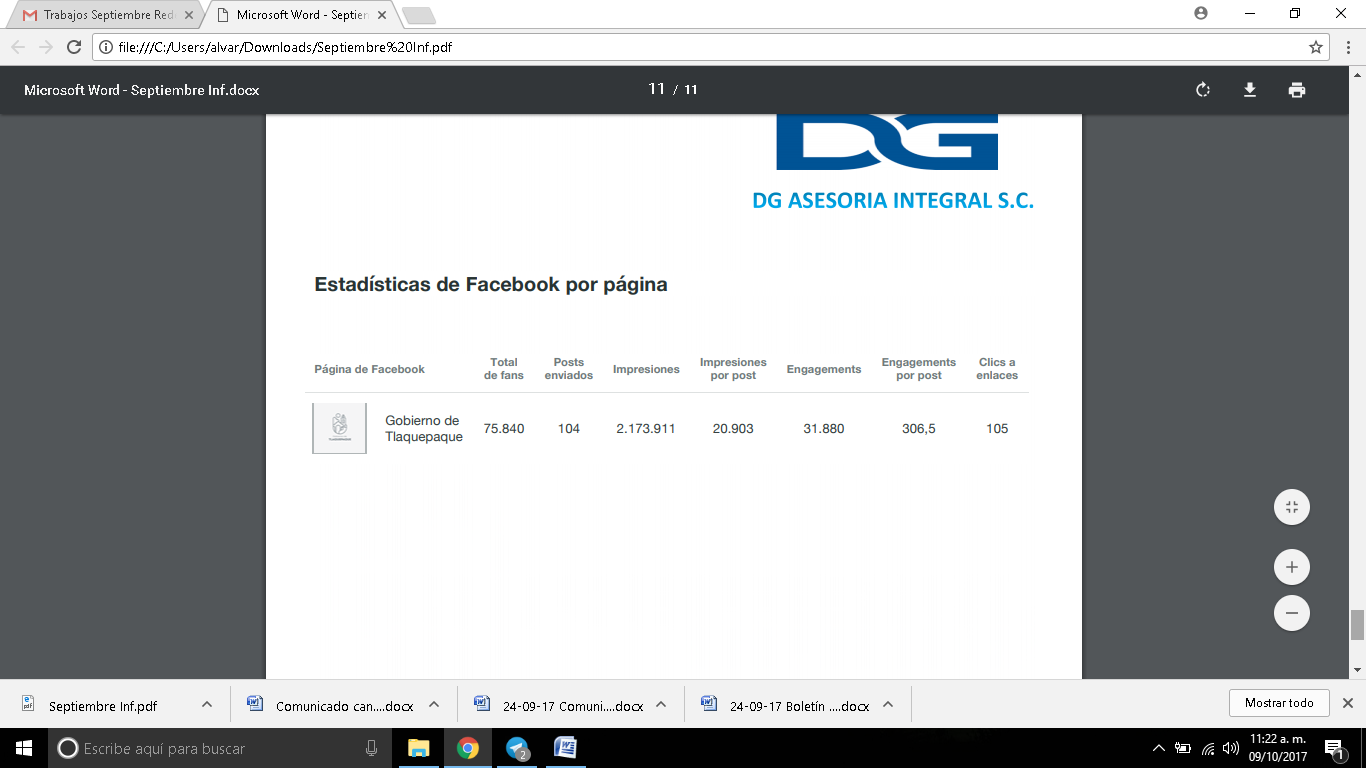 Trabajos Septiembre Red
Microsoft Word - Septiem
file:///C:/Users/alvar/Downloads/Septiembre%20Inf.pdf
Microsoft Word - Septiembre Inf.docx
11 / 11
DG
DG ASESORIA INTEGRAL S.C.
Estadísticas de Facebook por página
Página de Facebook Total de fans Posts enviados Impresiones Impresiones por post Engagements Engagements por post Clics a enlaces
TLAQUEPAQUE
Gobierno de Tlaquepaque 75.840 104 2.173.911 20.903 31.880 306,5 105
Septiembre Inf.pdf
Comunicado can....docx
24-09-17 Comuni....docx
24-09-17 Boletín ....docx
Mostrar todo
Escribe aquí para buscar
2
11:22 a. m.
09/10/2017
1